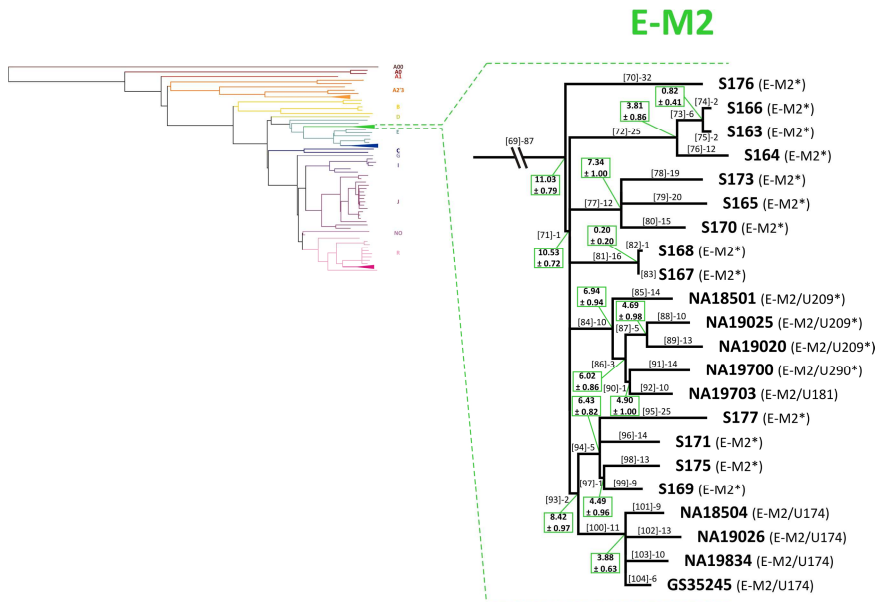 E-M2
A00
A0
A1
A2'3
B
D
E
C
G
I
J
NO
R
[69]-87
[70]-32
S176 (E-M2*)
0.82
± 0.41
[74]-2
S166 (E-M2*)
3.81
± 0.86
[73]-6
[72]-25
[75]-2
S163 (E-M2*)
[76]-12
S164 (E-M2*)
11.03
± 0.79
7.34
± 1.00
[78]-19
S173 (E-M2*)
[77]-12
[79]-20
S165 (E-M2*)
[80]-15
S170 (E-M2*)
[71]-1
10.53
± 0.72
0.20
± 0.20
[82]-1
S168 (E-M2*)
[81]-16
[83]
S167 (E-M2*)
6.94
± 0.94
[85]-14
NA18501 (E-M2/U209*)
4.69
± 0.98
[84]-10
[87]-5
[88]-10
NA19025 (E-M2/U209*)
[89]-13
NA19020 (E-M2/U209*)
[86]-3
[91]-14
NA19700 (E-M2/U290*)
6.02
± 0.86
[90]-1
[92]-10
NA19703 (E-M2/U181)
6.43
± 0.82
4.90
± 1.00
[95]-25
S177 (E-M2*)
[94]-5
[96]-14
S171 (E-M2*)
[98]-13
S175 (E-M2*)
[97]-1
[99]-9
S169 (E-M2*)
[93]-2
4.49
± 0.96
8.42
± 0.97
[100]-11
[101]-9
NA18504 (E-M2/U174)
[102]-13
NA19026 (E-M2/U174)
3.88
± 0.63
[103]-10
NA19834 (E-M2/U174)
[104]-6
GS35245 (E-M2/U174)